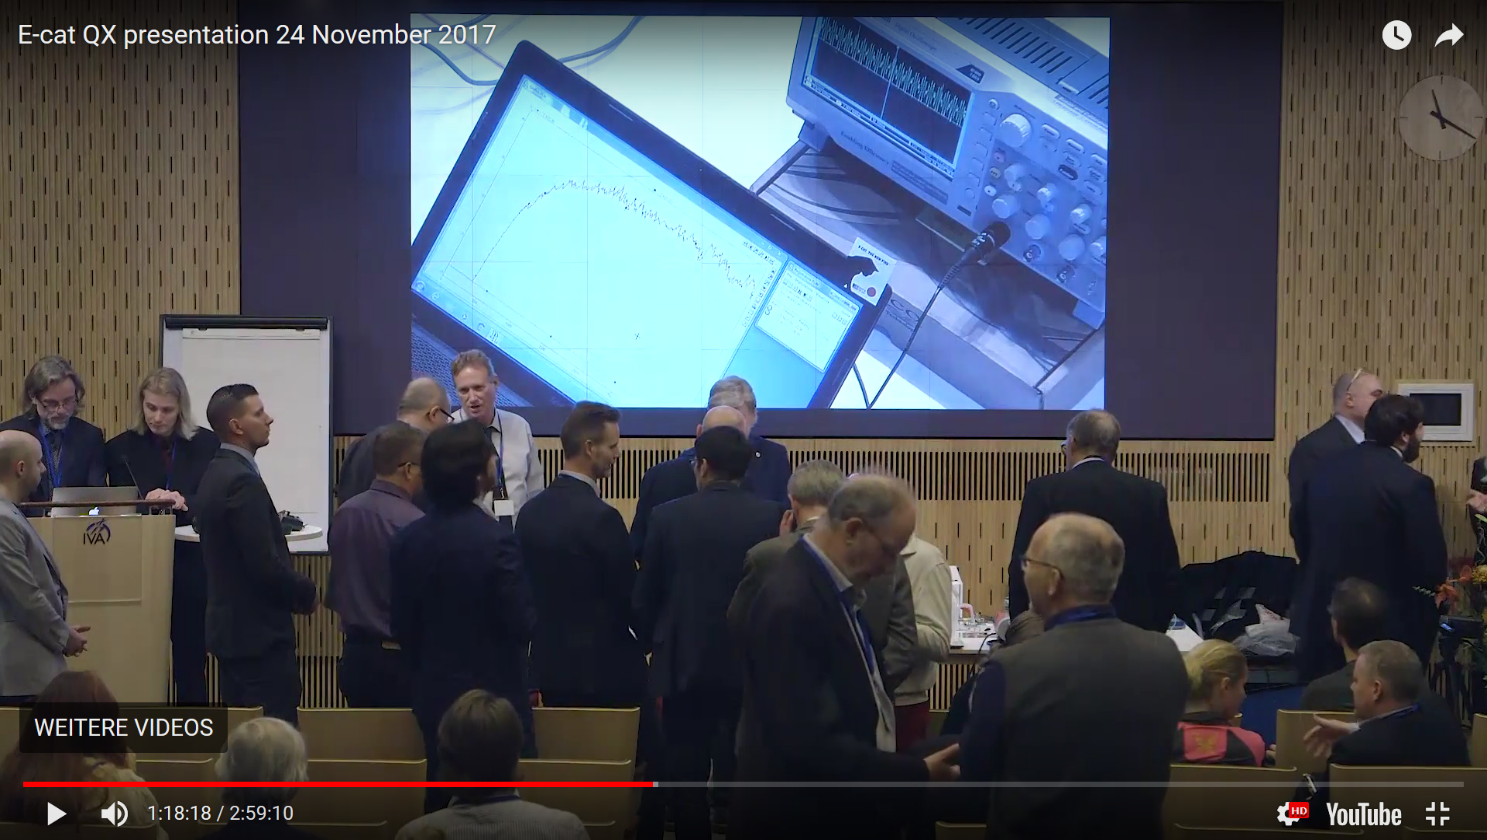 E-cat QX presentation 24 November 2017
IVA
WEITERE VIDEOS
1:18:18 / 2:59:10
HD
YouTube